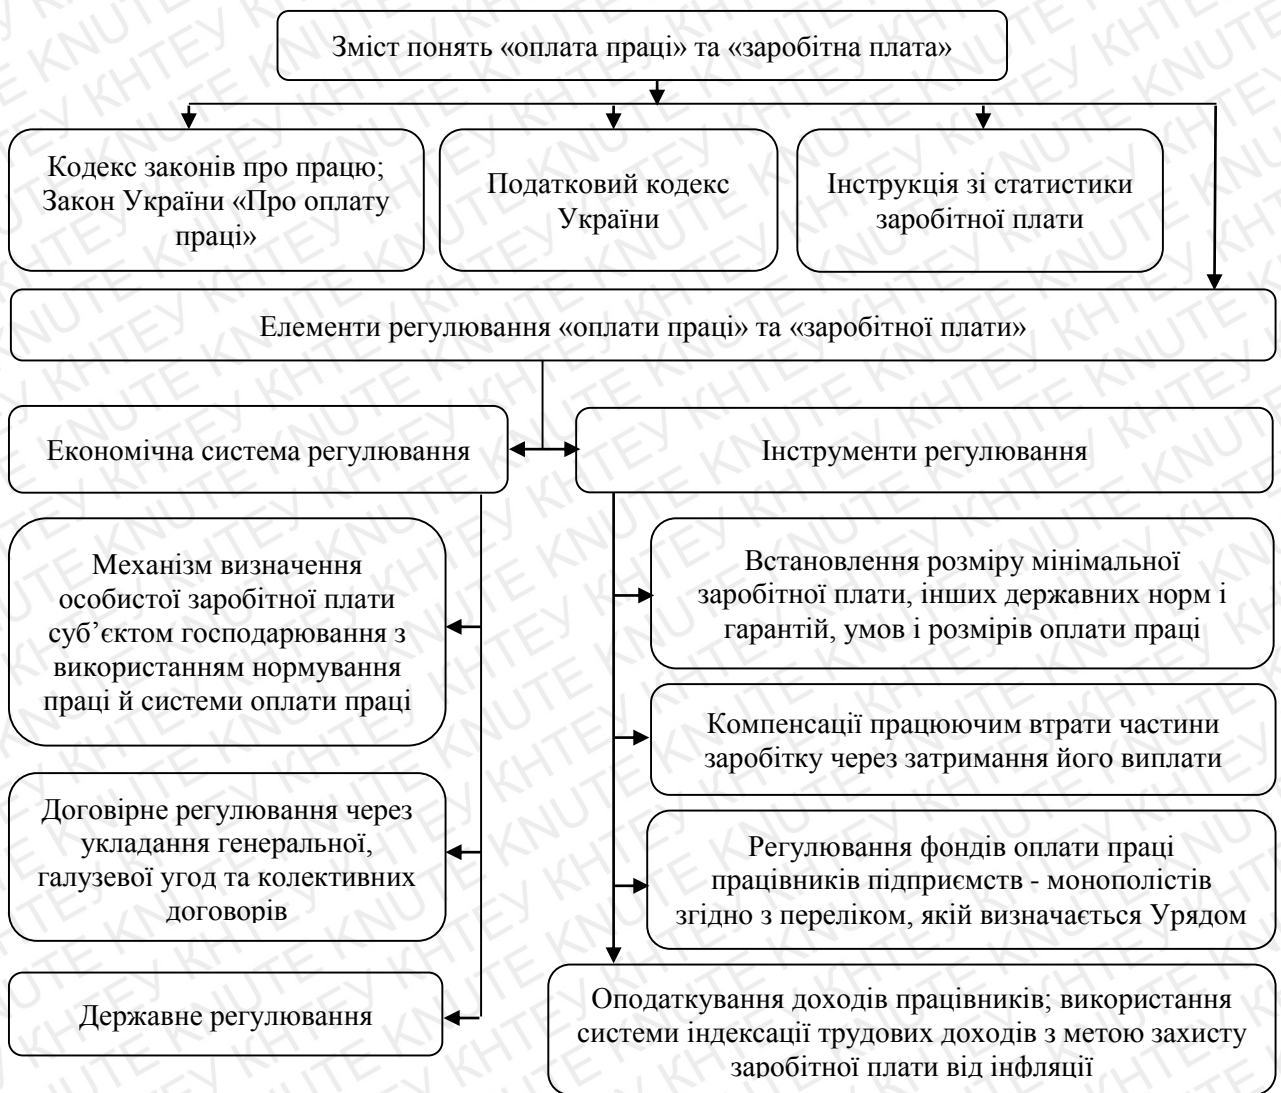 Зміст понять «оплата праці» та «заробітна плата»
Кодекс законів про працю;
Закон України «Про оплату
праці»
Податковий кодекс
України
Інструкція зі статистики
заробітної плати
Елементи регулювання «оплати праці» та «заробітної плати»
Економічна система регулювання
Інструменти регулювання
Механізм визначення
особистої заробітної плати
суб’єктом господарювання з
використанням нормування
праці й системи оплати праці
Договірне регулювання через
укладання генеральної,
галузевої угод та колективних
договорів
Державне регулювання
Встановлення розміру мінімальної
заробітної плати, інших державних норм і
гарантій, умов і розмірів оплати праці
Компенсації працюючим втрати частини
заробітку через затримання його виплати
Регулювання фондів оплати праці
працівників підприємств - монополістів
згідно з переліком, якій визначається Урядом
Оподаткування доходів працівників; використання
системи індексації трудових доходів з метою захисту
заробітної плати від інфляції